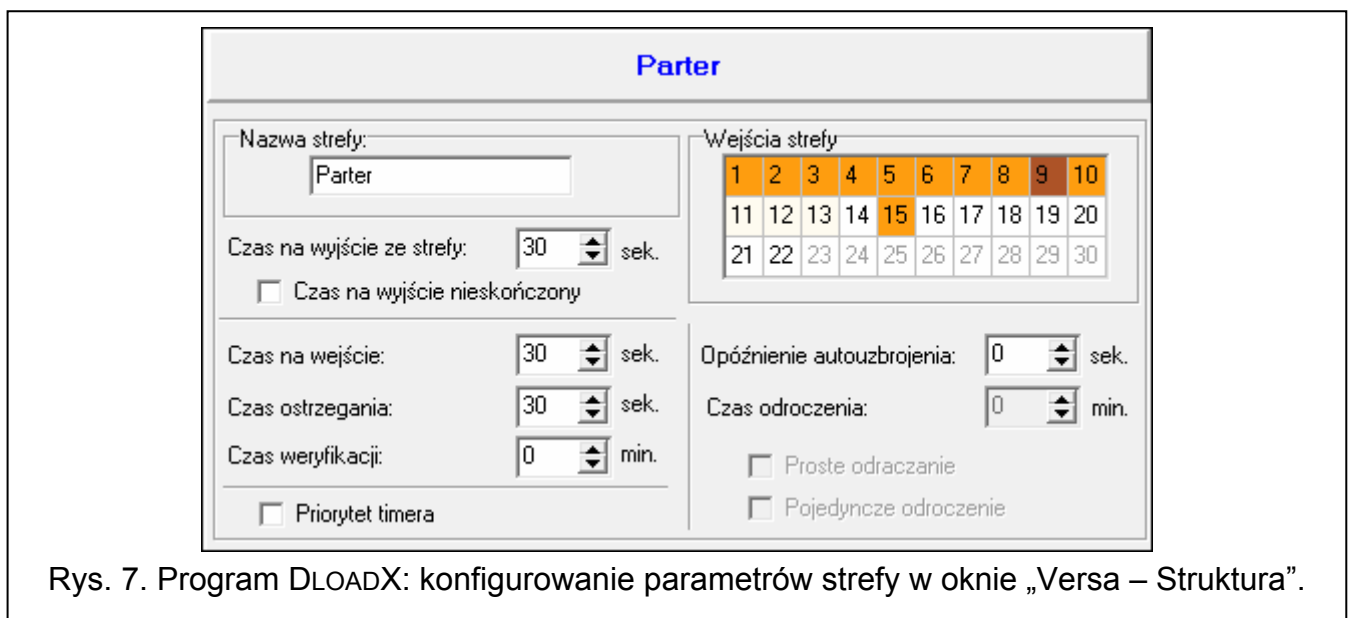 Parter
Nazwa strefy:
Parter
Czas na wyjście ze strefy: 30 sek.
Czas na wyjście nieskończony
Wejścia strefy
1 2 3 4 5 6 7 8 9 10
11 12 13 14 15 16 17 18 19 20
21 22 23 24 25 26 27 28 29 30
Czas na wejście: 30 sek.
Czas ostrzegania: 30 sek.
Czas weryfikacji: 0 min.
Priorytet timera
Opóźnienie autouzbrojenia: 0 sek.
Czas odroczenia: 0 min.
Proste odraczanie
Pojedyncze odroczenie
Rys. 7. Program DLOADX: konfigurowanie parametrów strefy w oknie „Versa – Struktura”.